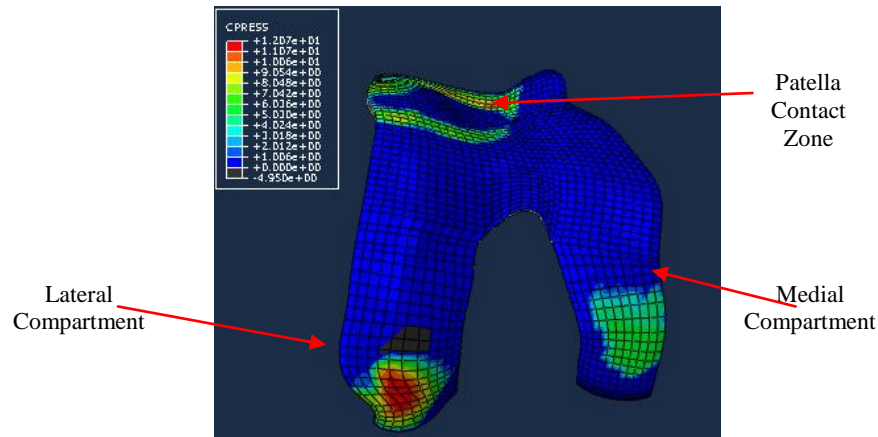 CPRESS
+1.207e+01
+1.107e+01
+1.006e+01
+9.054e+00
+8.048e+00
+7.042e+00
+6.036e+00
+5.030e+00
+4.024e+00
+3.018e+00
+2.012e+00
+1.006e+00
+0.000e+00
-4.950e+00
Patella
Contact
Zone
Lateral
Compartment
Medial
Compartment